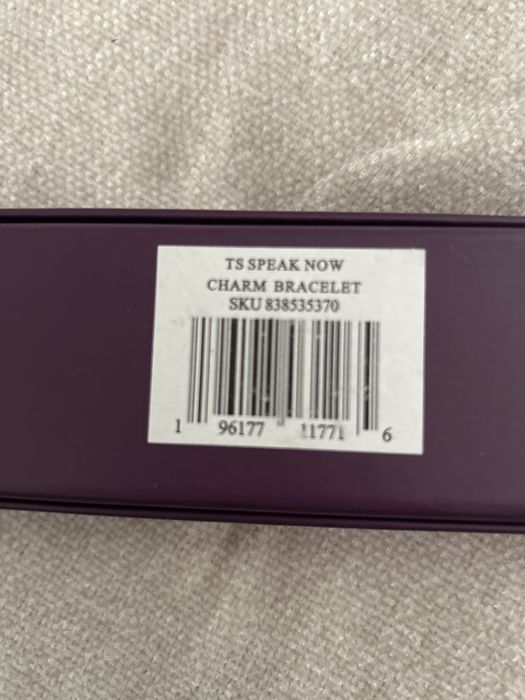 TS SPEAK NOW
CHARM BRACELET
SKU 838535370
1 96177 11771 6